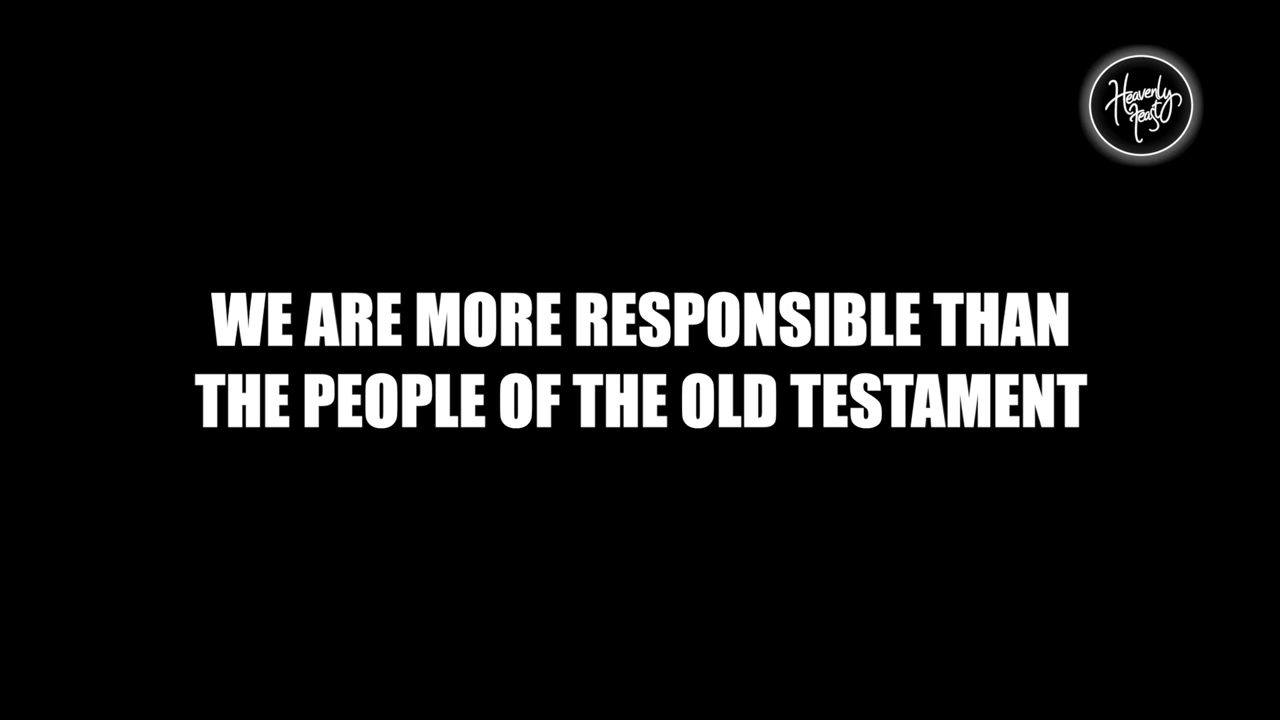 Heavenly
feast
WE ARE MORE RESPONSIBLE THAN
THE PEOPLE OF THE OLD TESTAMENT